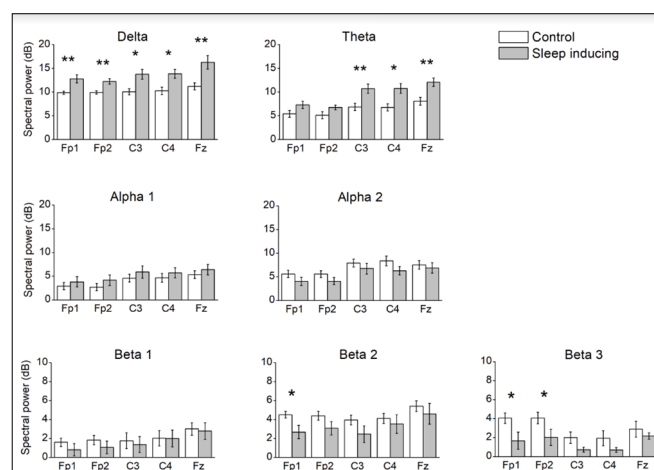 Delta
Theta
Control
Sleep inducing
Spectral power (dB)
20
15
10
5
0
** ** * * **
Fp1 Fp2 C3 C4 Fz
20
15
10
5
0
** * **
Fp1 Fp2 C3 C4 Fz
Alpha 1
Alpha 2
Spectral power (dB)
20
15
10
5
0
Fp1 Fp2 C3 C4 Fz
20
15
10
5
0
Fp1 Fp2 C3 C4 Fz
Beta 1
Beta 2
Beta 3
Spectral power (dB)
10
8
6
4
2
0
Fp1 Fp2 C3 C4 Fz
10
8
6
4
2
0
*
Fp1 Fp2 C3 C4 Fz
10
8
6
4
2
0
* *
Fp1 Fp2 C3 C4 Fz